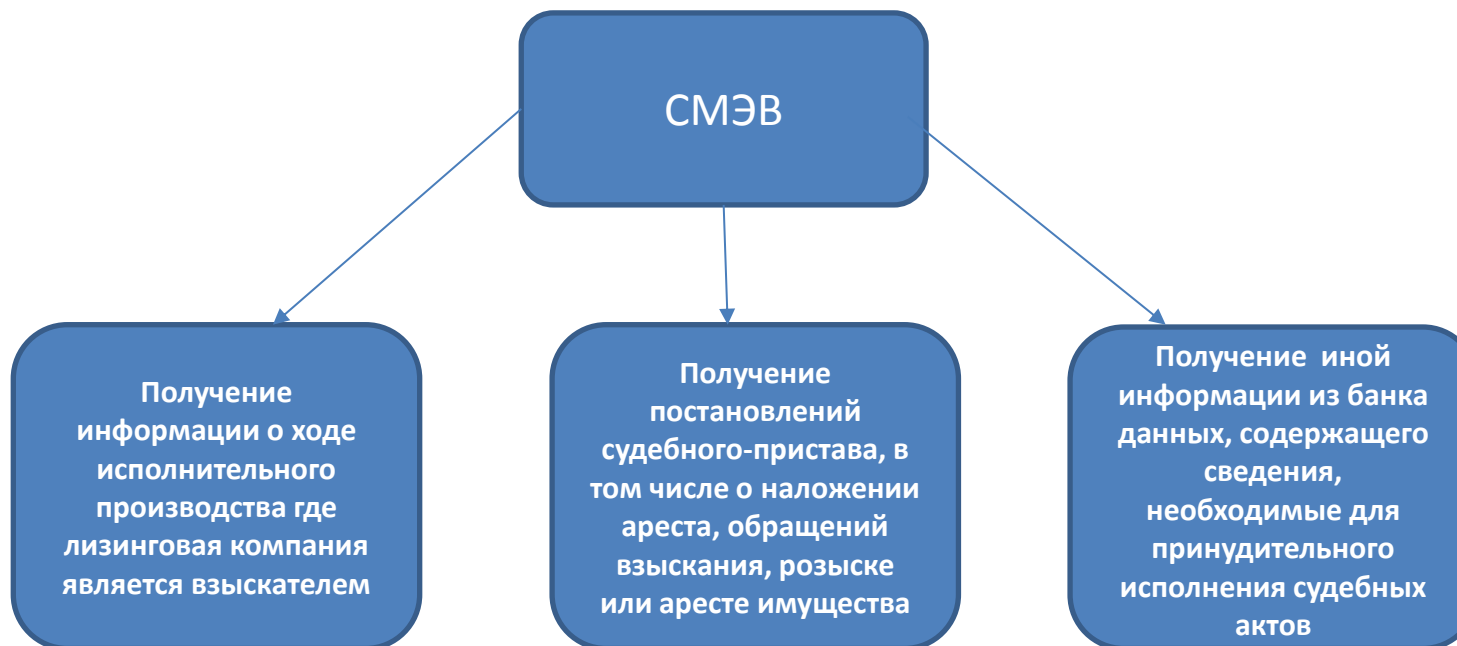 СМЭВ
Получение
информации о ходе
исполнительного
производства где
лизинговая компания
является взыскателем
Получение
постановлений
судебного-пристава, в
том числе о наложении
ареста, обращений
взыскания, розыске
или аресте имущества
Получение  иной
информации из банка
данных, содержащего
сведения,
необходимые для
принудительного
исполнения судебных
актов